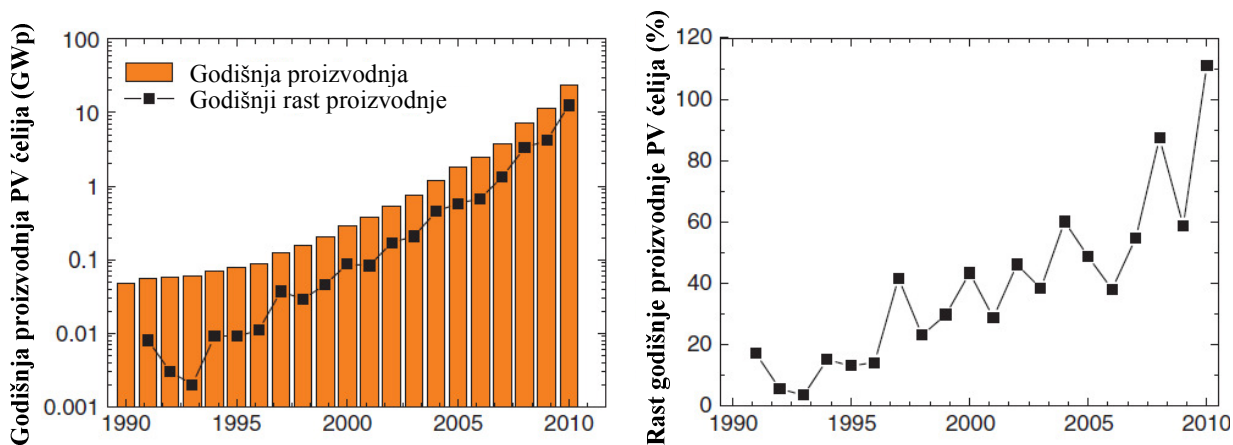 Godišnja proizvodnja PV ćelija (GWp)
100
10
1
0.1
0.01
0.001
Godišnja proizvodnja
Godišnji rast proizvodnje
1990 1995 2000 2005 2010
Rast godišnje proizvodnje PV ćelija (%)
120
100
80
60
40
20
0
1990 1995 2000 2005 2010